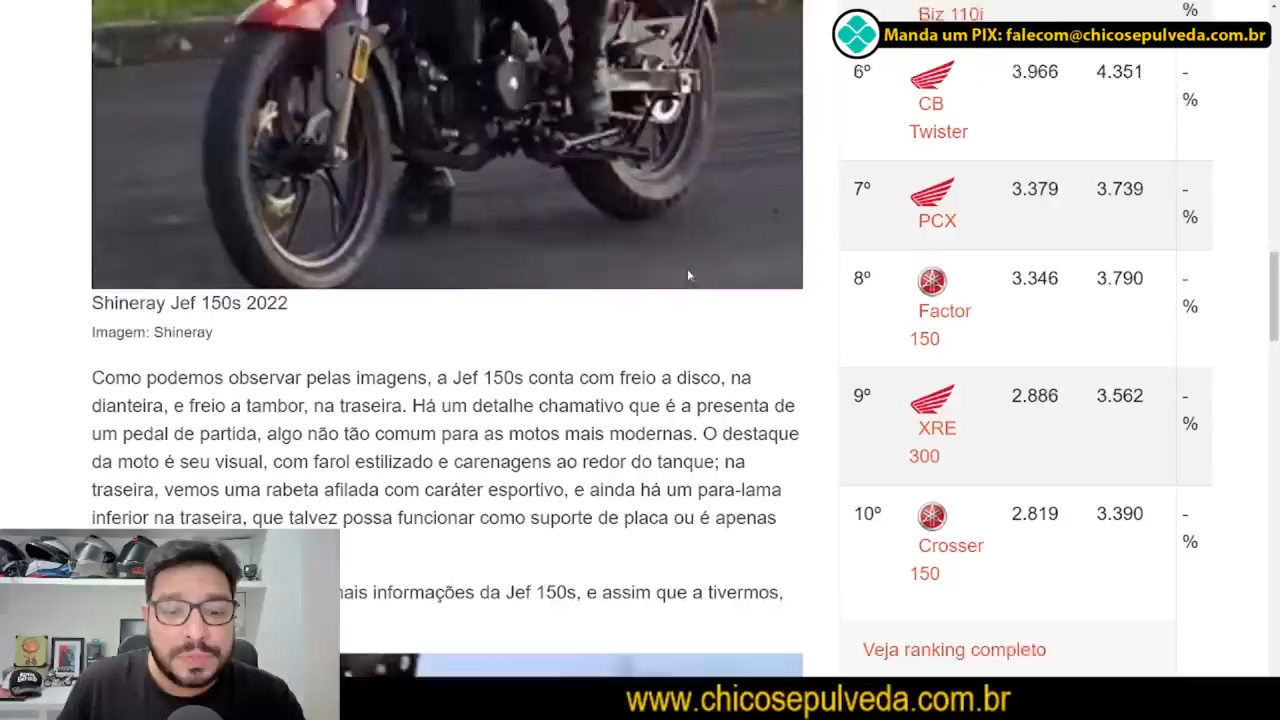 Biz 110i
%
Manda um PIX: falecom@chicosepulveda.com.br
6º
CB
Twister
3.966
4.351
-
%
7º
PCX
3.379
3.739
-
%
8º
Factor
150
3.346
3.790
-
%
9º
XRE
300
2.886
3.562
-
%
10º
Crosser
150
2.819
3.390
-
%
Veja ranking completo
Shineray Jef 150s 2022
Imagem: Shineray
Como podemos observar pelas imagens, a Jef 150s conta com freio a disco, na
dianteira, e freio a tambor, na traseira. Há um detalhe chamativo que é a presenta de
um pedal de partida, algo não tão comum para as motos mais modernas. O destaque
da moto é seu visual, com farol estilizado e carenagens ao redor do tanque; na
traseira, vemos uma rabeta afilada com caráter esportivo, e ainda há um para-lama
inferior na traseira, que talvez possa funcionar como suporte de placa ou é apenas
informações da Jef 150s, e assim que a tivermos,
www.chicosepulveda.com.br